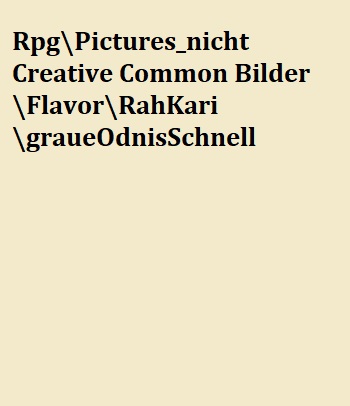 Rpg\Pictures_nicht
Creative Common Bilder
\Flavor\RahKari
\graueOdnisSchnell